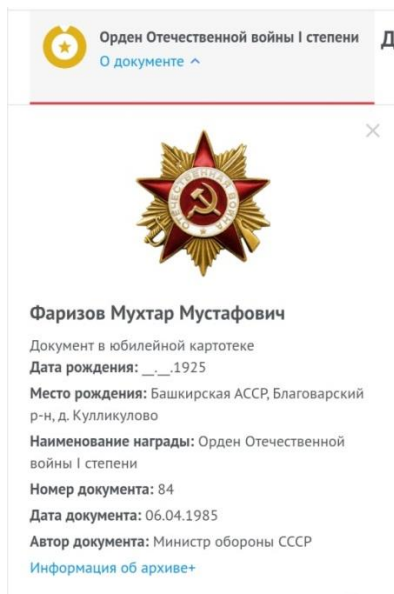 Орден Отечественной войны I степени
Д
О документе
×
ОТЕЧЕСТВЕННАЯ ВОЙНА
Фаризов Мухтар Мустафович
Документ в юбилейной картотеке
Дата рождения: __.__.1925
Место рождения: Башкирская АССР, Благоварский
р-н, д. Кулликулово
Наименование награды: Орден Отечественной
войны I степени
Номер документа: 84
Дата документа: 06.04.1985
Автор документа: Министр обороны СССР
Информация об архиве+